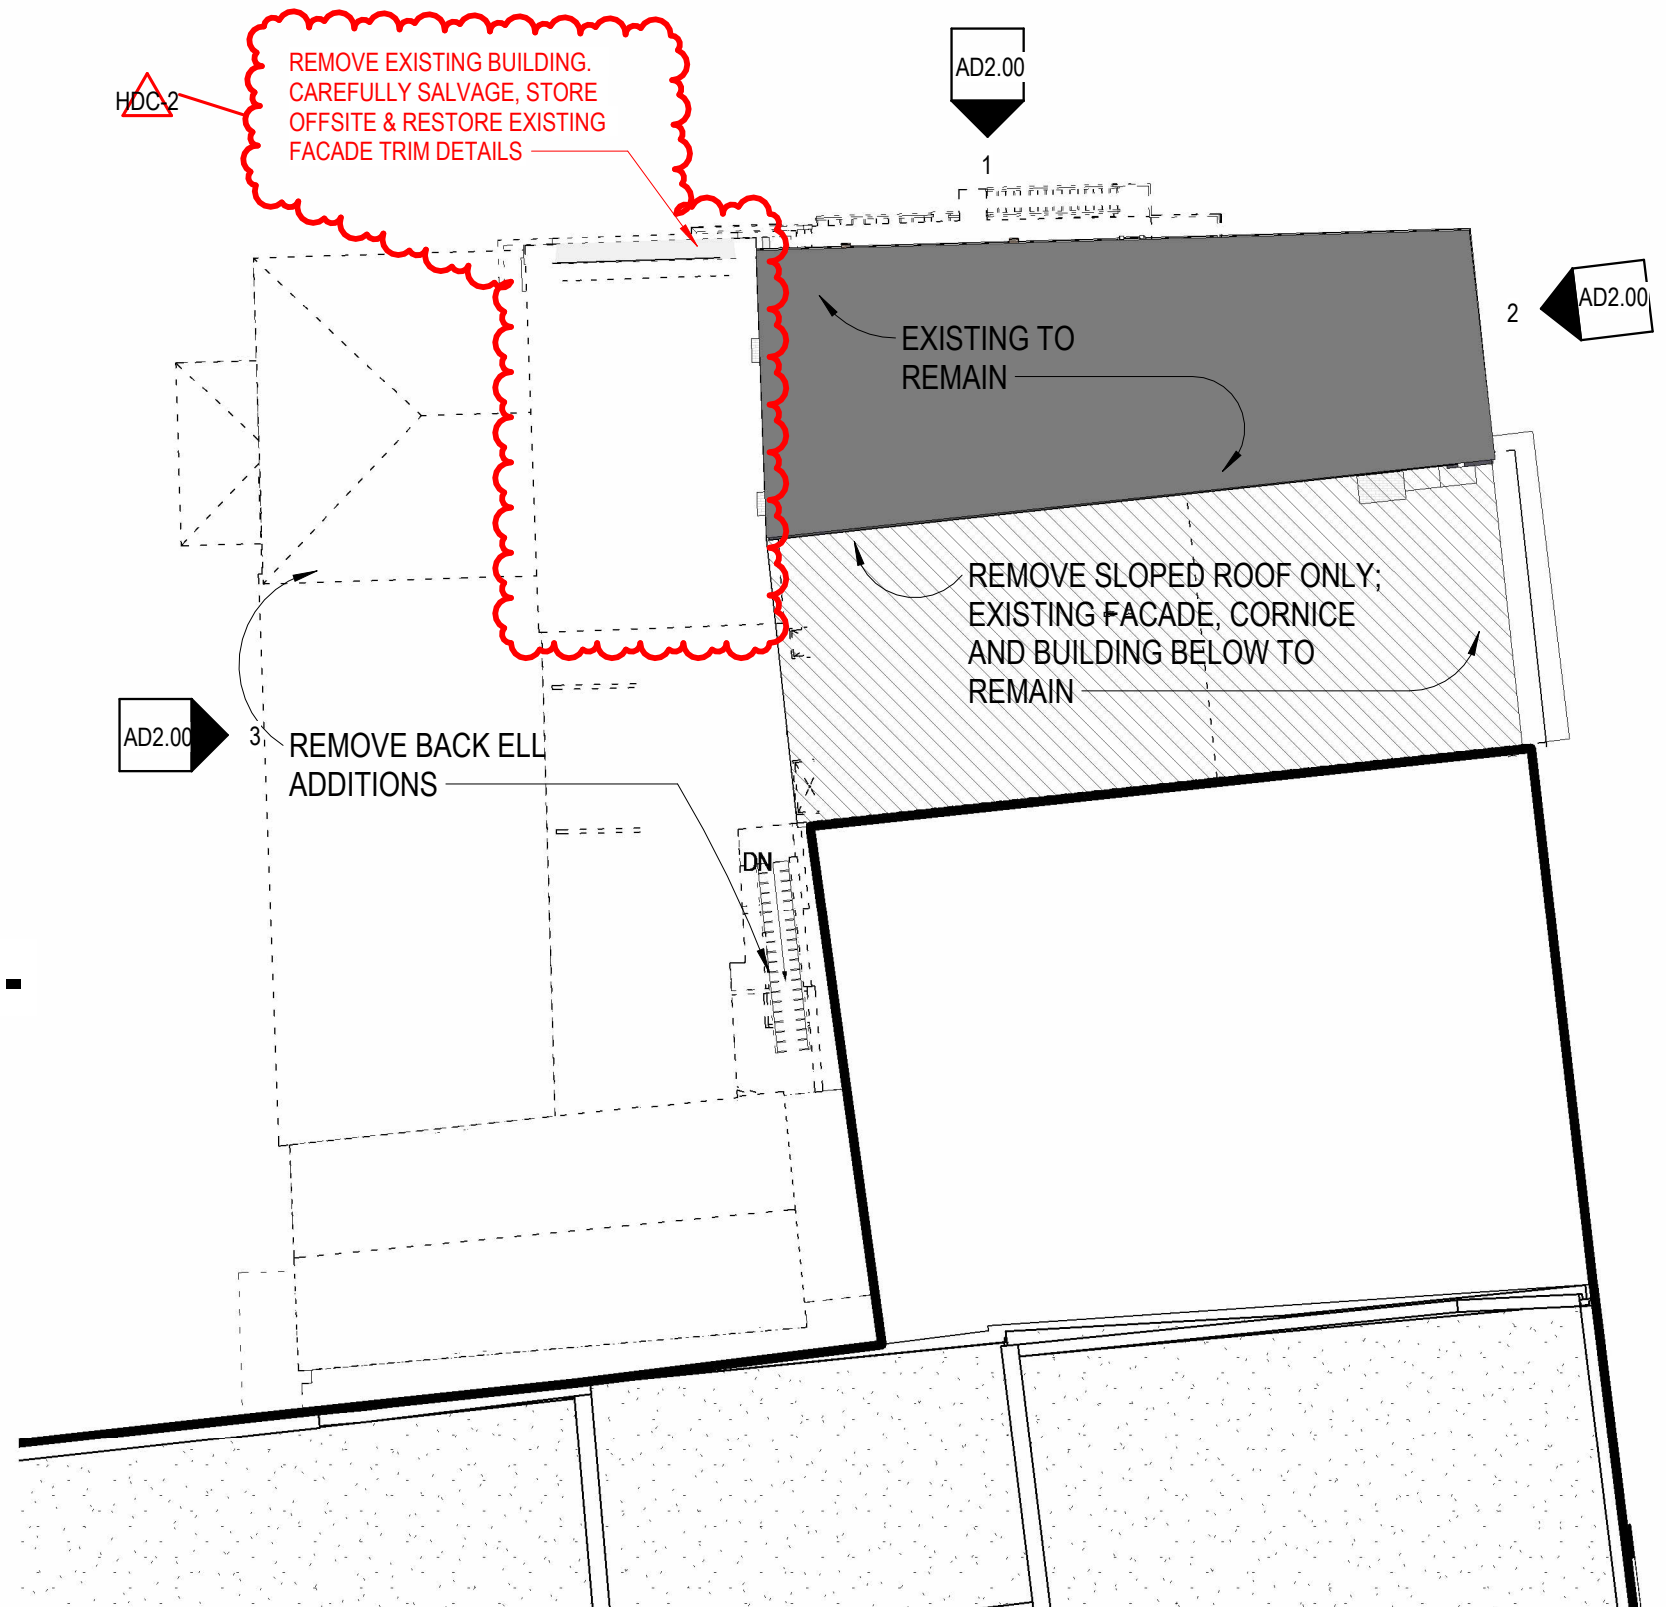 REMOVE EXISTING BUILDING.
CAREFULLY SALVAGE, STORE
OFFSITE & RESTORE EXISTING
FACADE TRIM DETAILS
HDC-2
AD2.00
1
AD2.00
2
EXISTING TO
REMAIN
REMOVE SLOPED ROOF ONLY;
EXISTING FACADE, CORNICE
AND BUILDING BELOW TO
REMAIN
AD2.00
3
REMOVE BACK ELL
ADDITIONS
DN